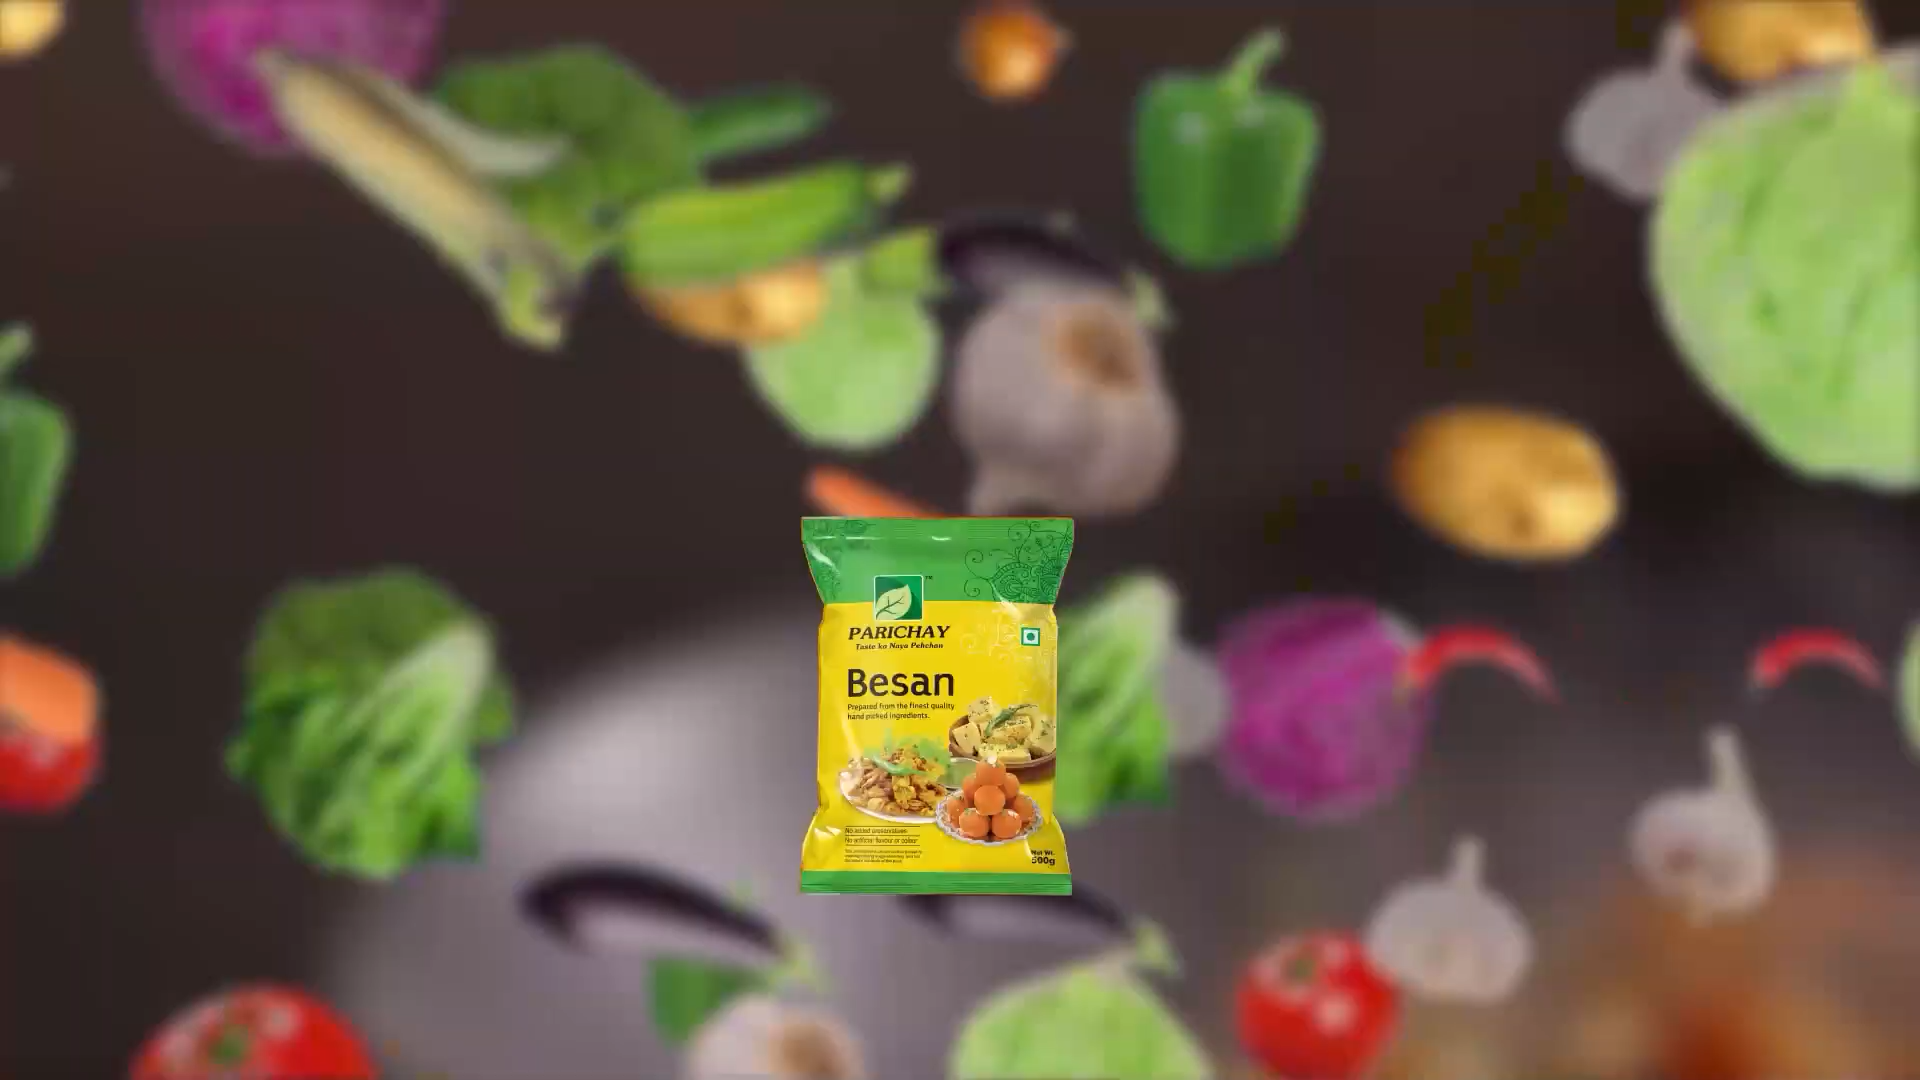 TM
PARICHAY
Taste ka Naya Pehchan
Besan
Prepared from the finest quality
hand picked ingredients.
No added preservatives
No artificial flavour or colour
Net Wt.
500g